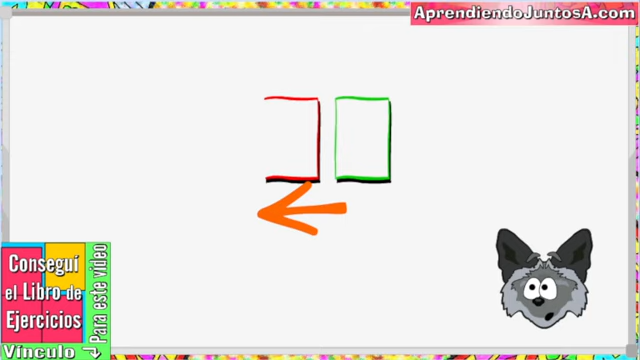 AprendiendoJuntosA.com
Conseguí
el Libro de
Ejercicios
Vínculo
Para este video